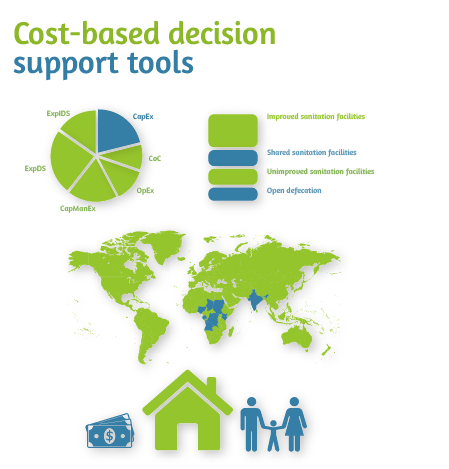 Cost-based decision
support tools
ExpIDS
CapEx
CoC
ExpDS
OpEx
CapManEx
Improved sanitation facilities
Shared sanitation facilities
Unimproved sanitation facilities
Open defecation
$